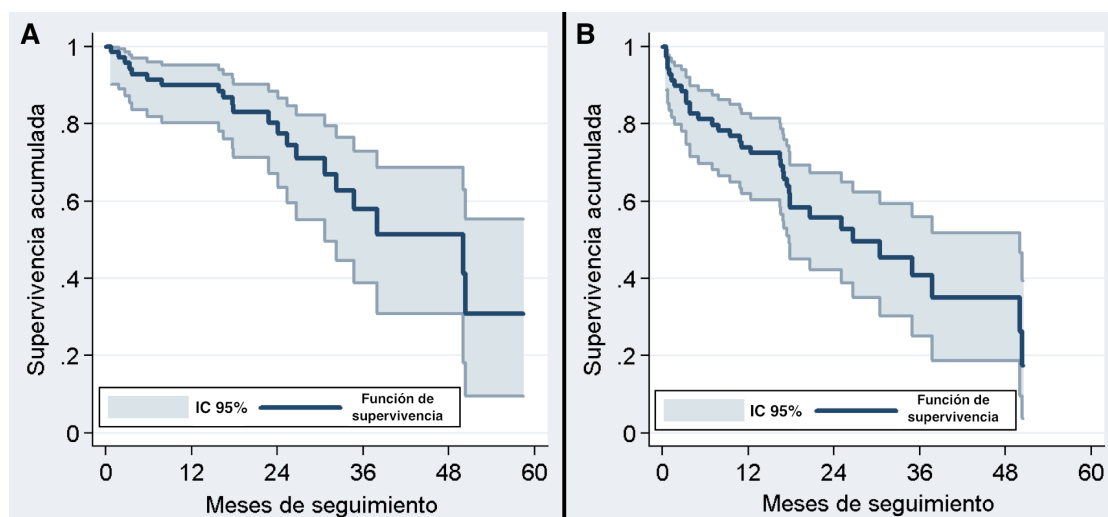 A
Supervivencia acumulada
1
.8
.6
.4
.2
0
IC 95%
Función de
supervivencia
0 12 24 36 48 60
Meses de seguimiento
B
Supervivencia acumulada
1
.8
.6
.4
.2
0
IC 95%
Función de
supervivencia
0 12 24 36 48 60
Meses de seguimiento